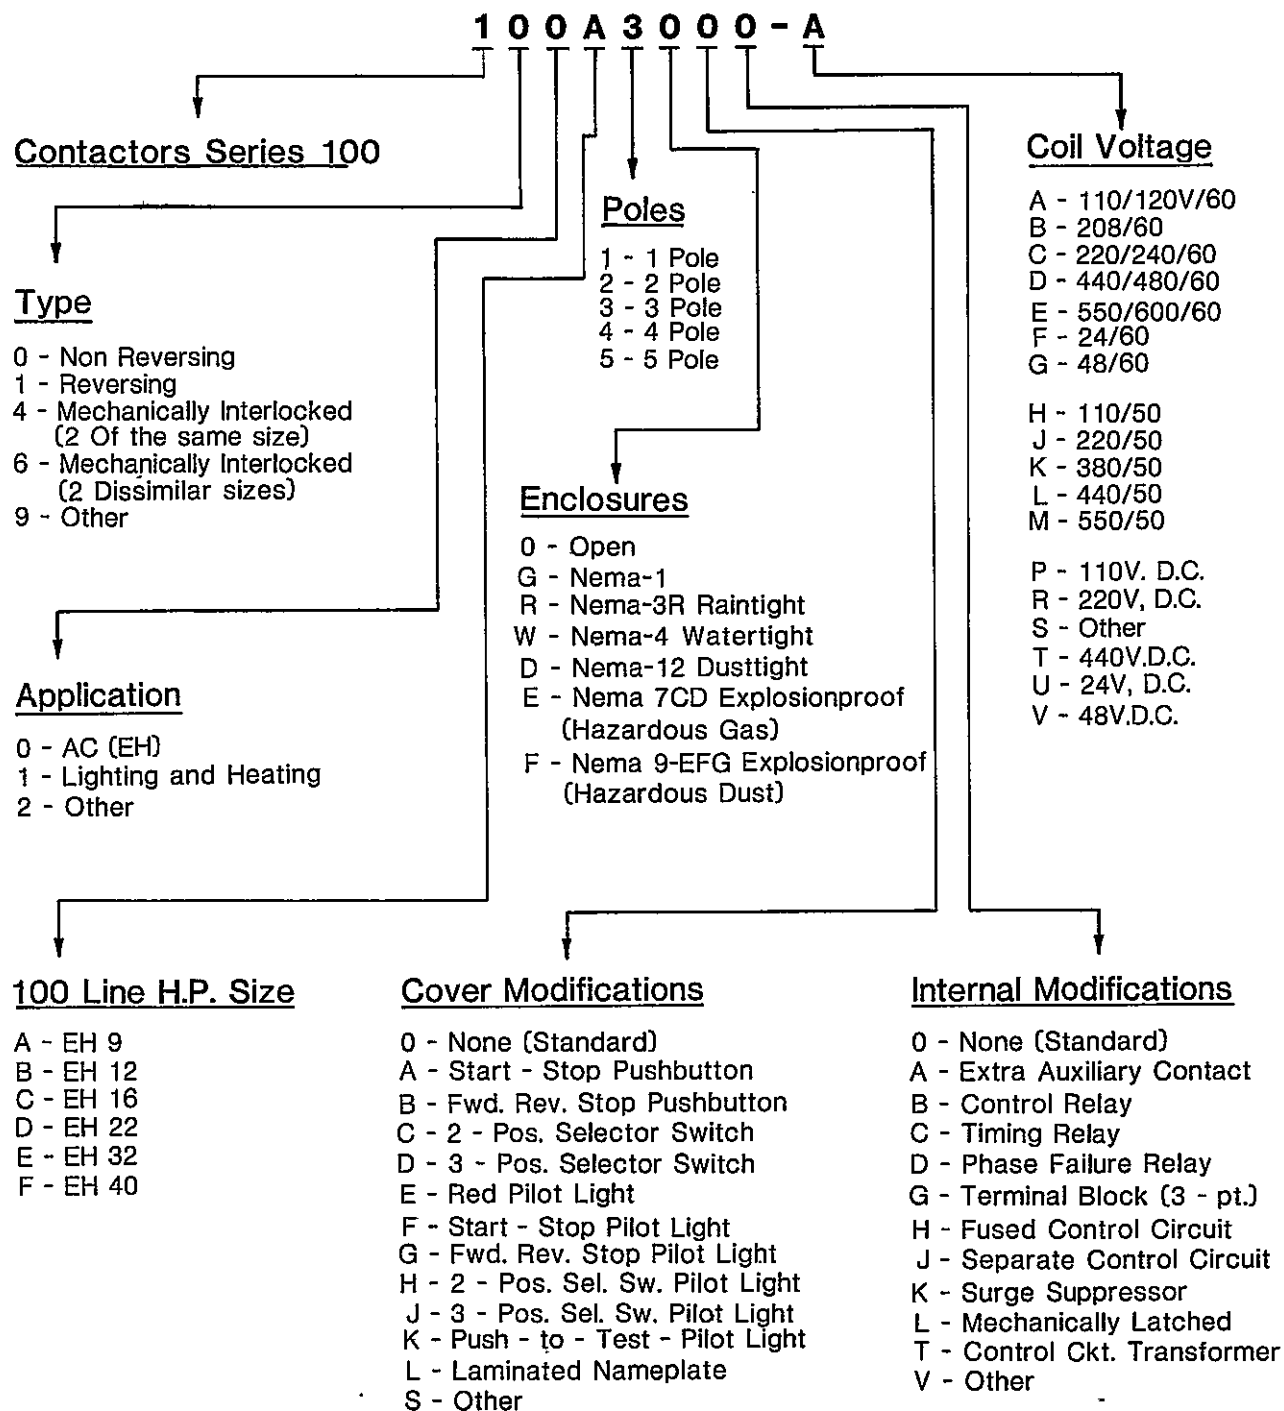 100A3000-A
Contactors Series 100
Type
0 - Non Reversing
1 - Reversing
4 - Mechanically Interlocked
(2 Of the same size)
6 - Mechanically Interlocked
(2 Dissimilar sizes)
9 - Other
Application
0 - AC (EH)
1 - Lighting and Heating
2 - Other
Poles
1 - 1 Pole
2 - 2 Pole
3 - 3 Pole
4 - 4 Pole
5 - 5 Pole
Enclosures
0 - Open
G - Nema-1
R - Nema-3R Raintight
W - Nema-4 Watertight
D - Nema-12 Dusttight
E - Nema 7CD Explosionproof
(Hazardous Gas)
F - Nema 9-EFG Explosionproof
(Hazardous Dust)
Coil Voltage
A - 110/120V/60
B - 208/60
C - 220/240/60
D - 440/480/60
E - 550/600/60
F - 24/60
G - 48/60
H - 110/50
J - 220/50
K - 380/50
L - 440/50
M - 550/50
P - 110V. D.C.
R - 220V, D.C.
S - Other
T - 440V.D.C.
U - 24V, D.C.
V - 48V.D.C.
100 Line H.P. Size
A - EH 9
B - EH 12
C - EH 16
D - EH 22
E - EH 32
F - EH 40
Cover Modifications
0 - None (Standard)
A - Start - Stop Pushbutton
B - Fwd. Rev. Stop Pushbutton
C - 2 - Pos. Selector Switch
D - 3 - Pos. Selector Switch
E - Red Pilot Light
F - Start - Stop Pilot Light
G - Fwd. Rev. Stop Pilot Light
H - 2 - Pos. Sel. Sw. Pilot Light
J - 3 - Pos. Sel. Sw. Pilot Light
K - Push - to - Test - Pilot Light
L - Laminated Nameplate
S - Other
Internal Modifications
0 - None (Standard)
A - Extra Auxiliary Contact
B - Control Relay
C - Timing Relay
D - Phase Failure Relay
G - Terminal Block (3 - pt.)
H - Fused Control Circuit
J - Separate Control Circuit
K - Surge Suppressor
L - Mechanically Latched
T - Control Ckt. Transformer
V - Other